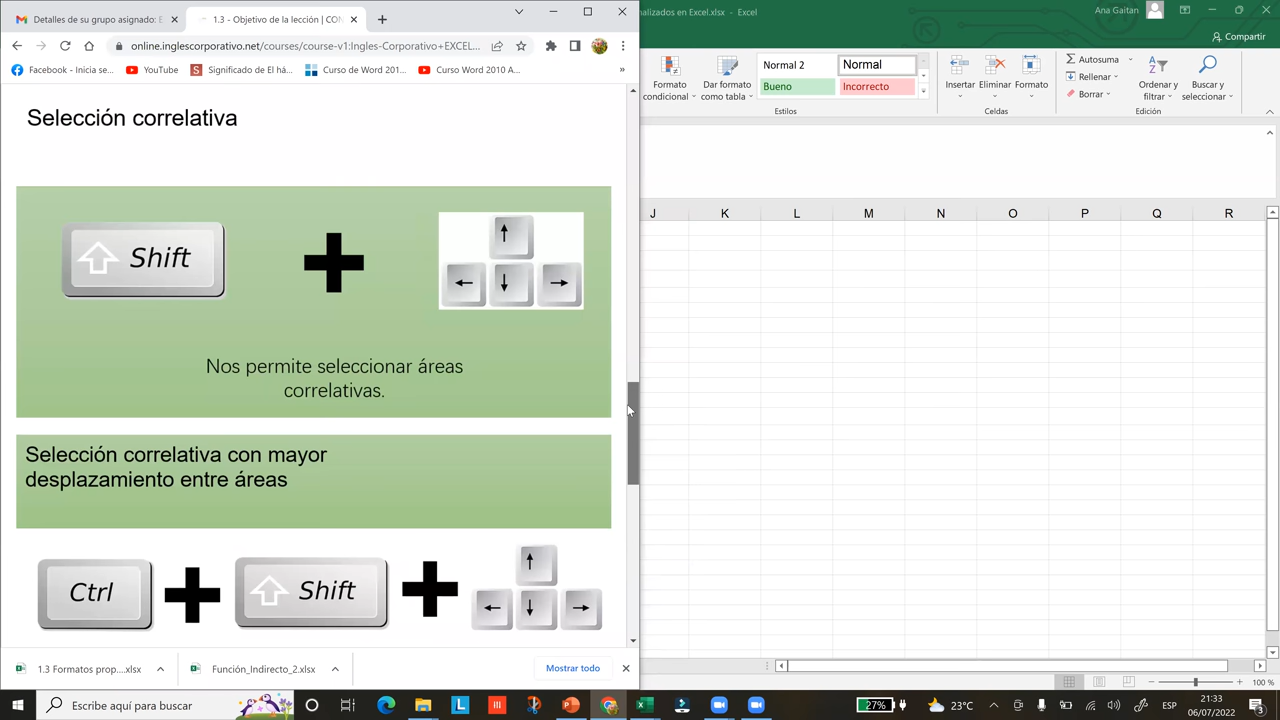 Detalles de su grupo asignado: E
1.3 - Objetivo de la lección | CON
nalizados en Excel.xlsx - Excel
Ana Gaitan
online.inglescorporativo.net/courses/course-v1:Ingles-Corporativo+EXCEL...
Compartir
Facebook - Inicia se...
YouTube
Significado de El há...
Curso de Word 201...
Curso Word 2010 A...
»
Formato condicional
Dar formato como tabla
Normal 2
Normal
Bueno
Incorrecto
Estilos
Insertar
Eliminar
Formato
Celdas
Autosuma
Rellenar
Borrar
Ordenar y filtrar
Buscar y seleccionar
Edición
J K L M N O P Q R
Selección correlativa
Shift
Nos permite seleccionar áreas
correlativas.
Selección correlativa con mayor
desplazamiento entre áreas
Ctrl
Shift
1.3 Formatos prop....xlsx
Función_Indirecto_2.xlsx
Mostrar todo
100 %
Escribe aquí para buscar
27%
23°C
ESP
21:33
06/07/2022
3